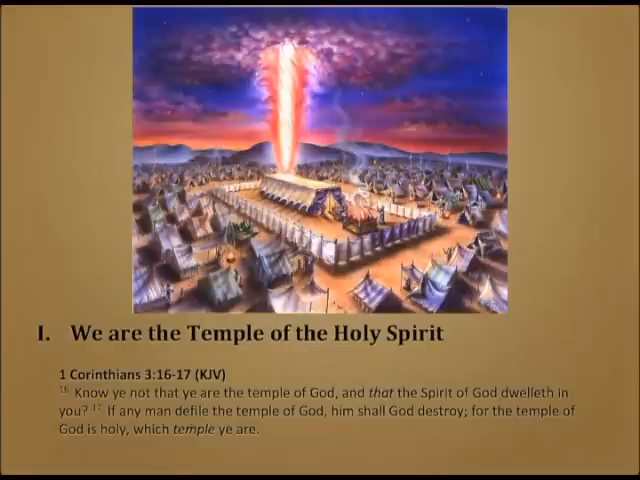 I. We are the Temple of the Holy Spirit
1 Corinthians 3:16-17 (KJV)
16 Know ye not that ye are the temple of God, and that the Spirit of God dwelleth in
you? 17 If any man defile the temple of God, him shall God destroy; for the temple of
God is holy, which temple ye are.